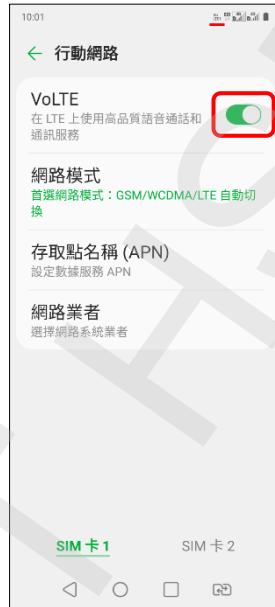 10:01
行動網路
VoLTE
在 LTE 上使用高品質語音通話和
通訊服務
網路模式
首選網路模式：GSM/WCDMA/LTE 自動切
換
存取點名稱 (APN)
設定數據服務 APN
網路業者
選擇網路系統業者
SIM 卡 1 SIM 卡 2